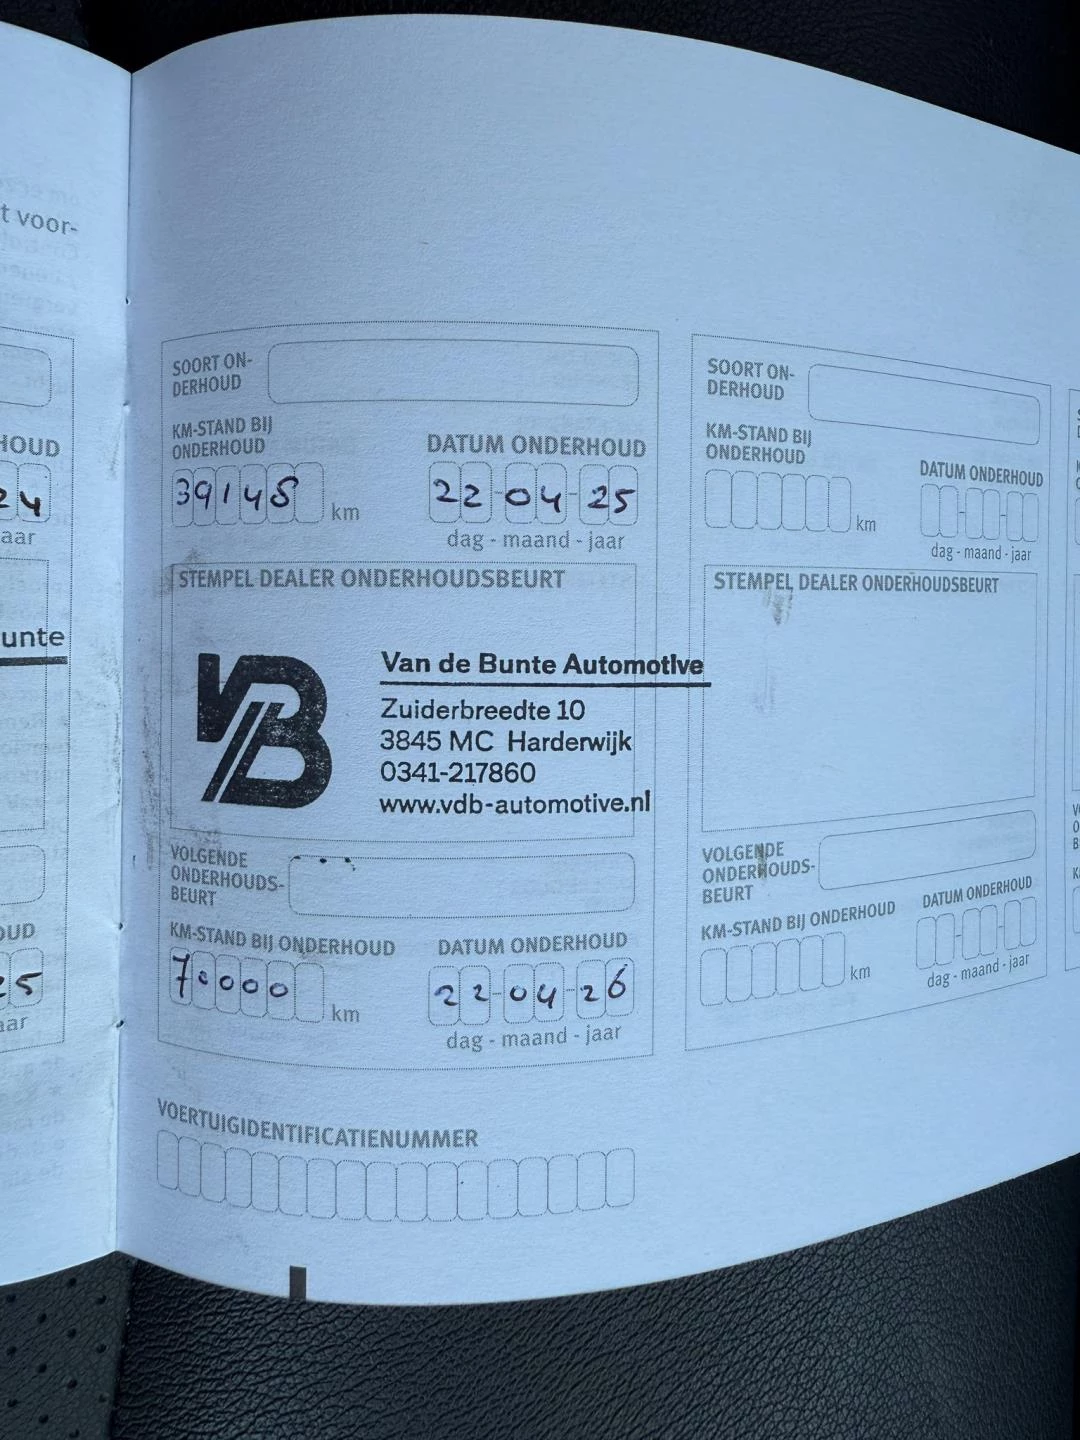 t voor-
HOUD
24
aar
unte
OUD
25
aar
SOORT ON-
DERHOUD
KM-STAND BIJ
ONDERHOUD
39148 km
DATUM ONDERHOUD
22-04-25
dag - maand - jaar
STEMPEL DEALER ONDERHOUDSBEURT
VB
Van de Bunte Automotive
Zuiderbreedte 10
3845 MC Harderwijk
0341-217860
www.vdb-automotive.nl
VOLGENDE
ONDERHOUDS-
BEURT
KM-STAND BIJ ONDERHOUD
70000 km
DATUM ONDERHOUD
22-04-26
dag - maand - jaar
VOERTUIGIDENTIFICATIENUMMER
SOORT ON-
DERHOUD
KM-STAND BIJ
ONDERHOUD
km
DATUM ONDERHOUD
dag - maand - jaar
STEMPEL DEALER ONDERHOUDSBEURT
VOLGENDE
ONDERHOUDS-
BEURT
KM-STAND BIJ ONDERHOUD
km
DATUM ONDERHOUD
dag - maand - jaar